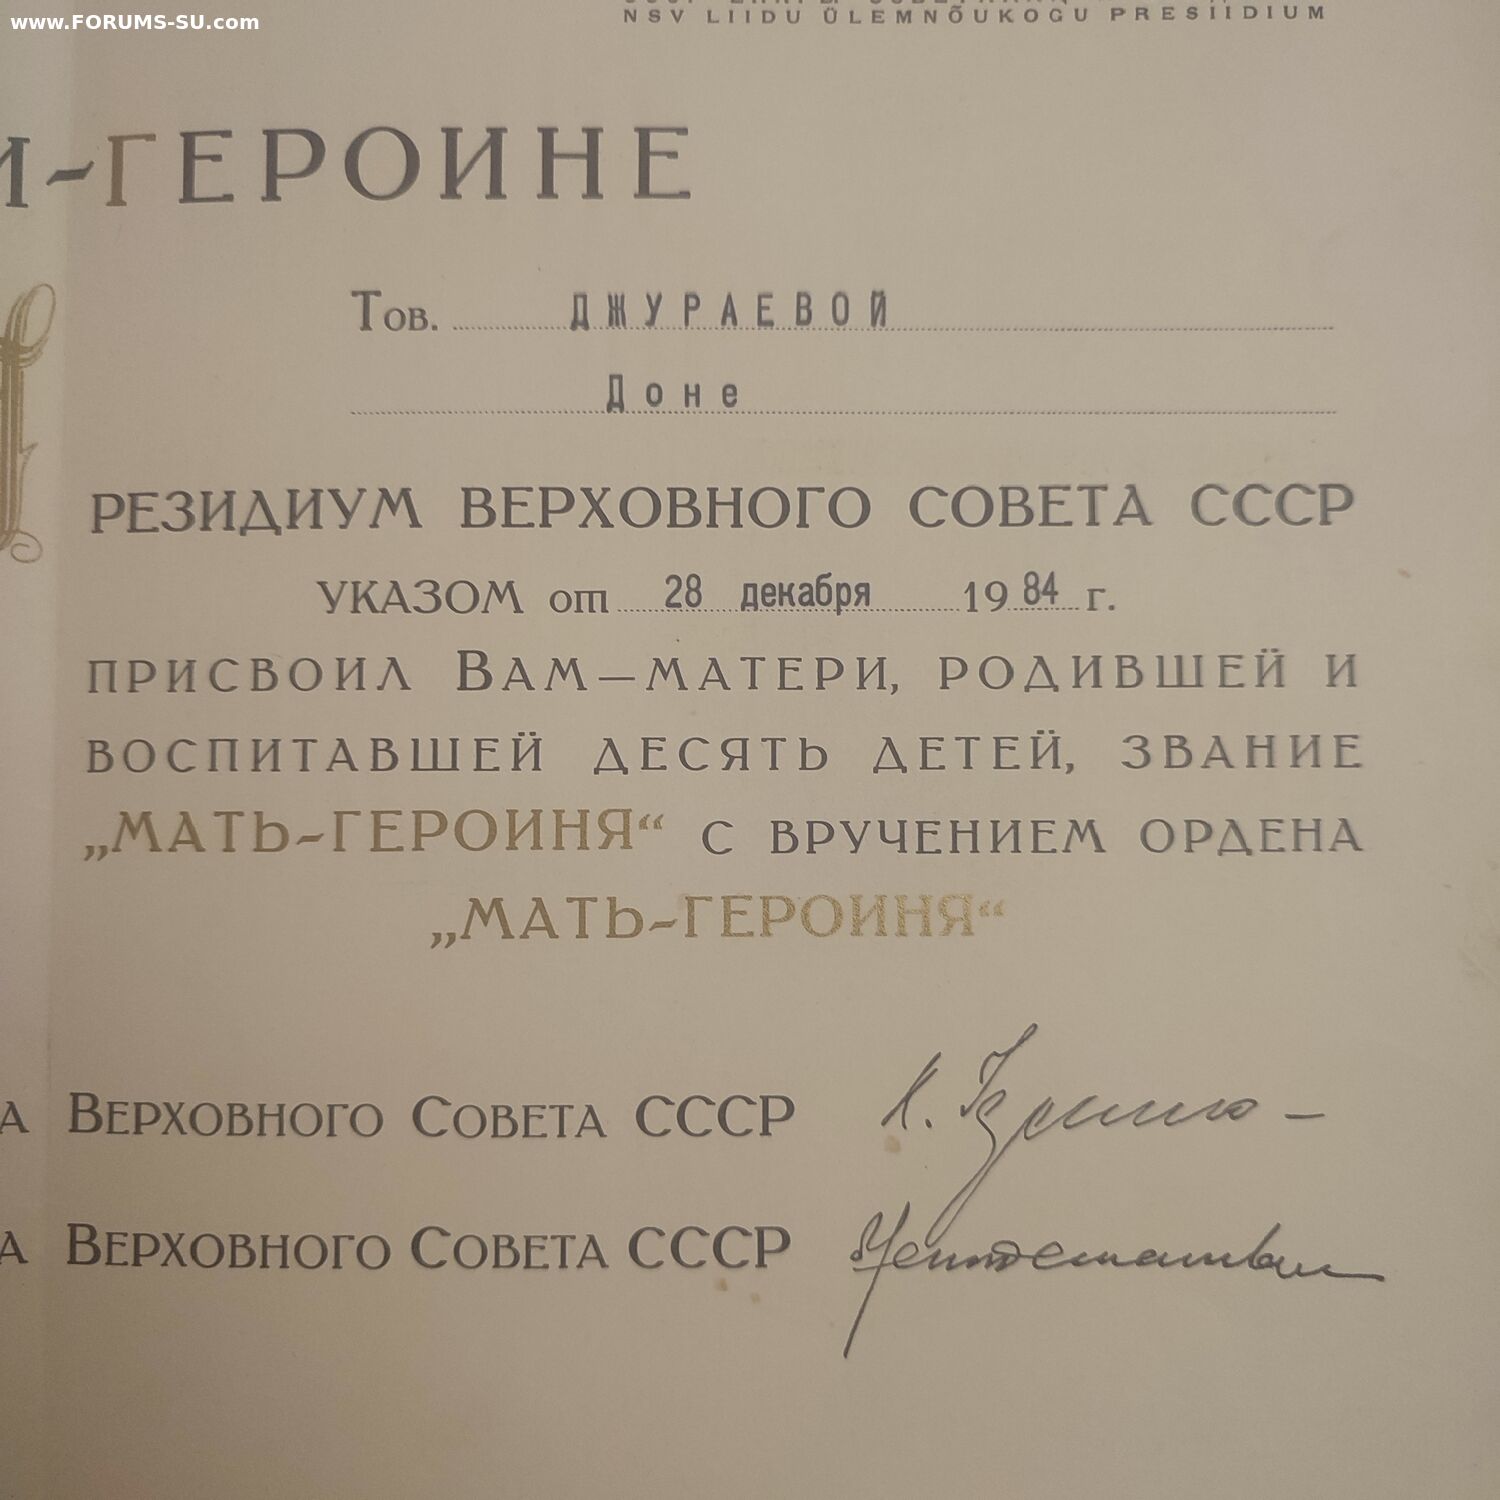 www.FORUMS-SU.com
NSV LIIDU ÜLEMNÕUKOGU PRESIIDIUM
И-ГЕРОИНЕ
Тов. ДЖУРАЕВОЙ
Доне
РЕЗИДИУМ ВЕРХОВНОГО СОВЕТА СССР
УКАЗОМ от 28 декабря 1984 г.
ПРИСВОИЛ ВАМ—МАТЕРИ, РОДИВШЕЙ И
ВОСПИТАВШЕЙ ДЕСЯТЬ ДЕТЕЙ, ЗВАНИЕ
„МАТЬ-ГЕРОИНЯ“ С ВРУЧЕНИЕМ ОРДЕНА
„МАТЬ-ГЕРОИНЯ“
А ВЕРХОВНОГО СОВЕТА СССР
А ВЕРХОВНОГО СОВЕТА СССР